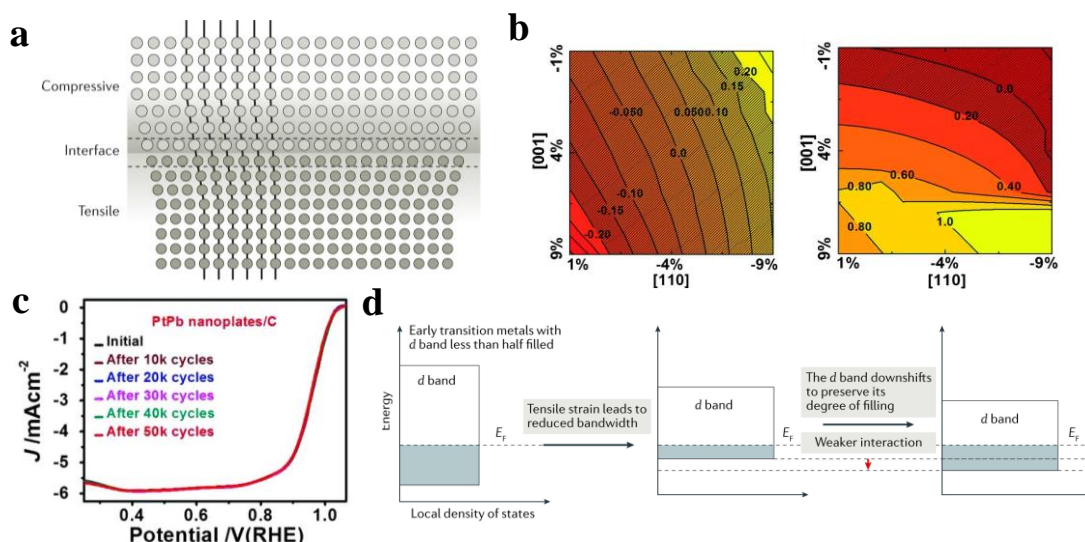 a
Compressive
Interface
Tensile
b
-1%
4%
9%
[001]
0.20
0.15
-0.050
0.050
0.10
0.0
-0.10
-0.15
-0.20
1%
-4%
-9%
[110]
-1%
4%
9%
[001]
0.0
0.20
0.60
0.80
0.40
1.0
0.80
1%
-4%
-9%
[110]
c
0
-1
-2
-3
-4
-5
-6
J /mAcm-2
PtPb nanoplates/C
Initial
After 10k cycles
After 20k cycles
After 30k cycles
After 40k cycles
After 50k cycles
0.4
0.6
0.8
1.0
Potential /V(RHE)
d
Early transition metals with
d band less than half filled
d band
Energy
EF
Local density of states
Tensile strain leads to
reduced bandwidth
d band
EF
The d band downshifts
to preserve its
degree of filling
Weaker interaction
d band
EF